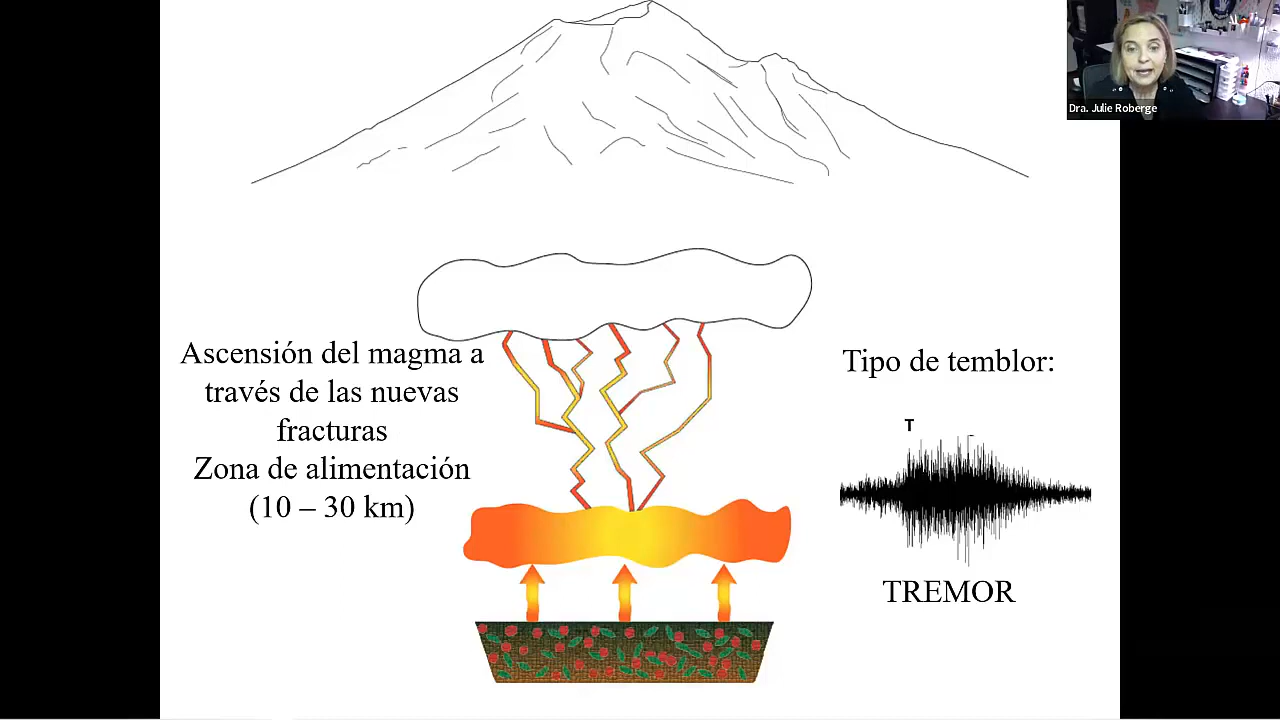 Dra. Julie Roberge
Ascensión del magma a
través de las nuevas
fracturas
Zona de alimentación
(10 – 30 km)
Tipo de temblor:
T
TREMOR